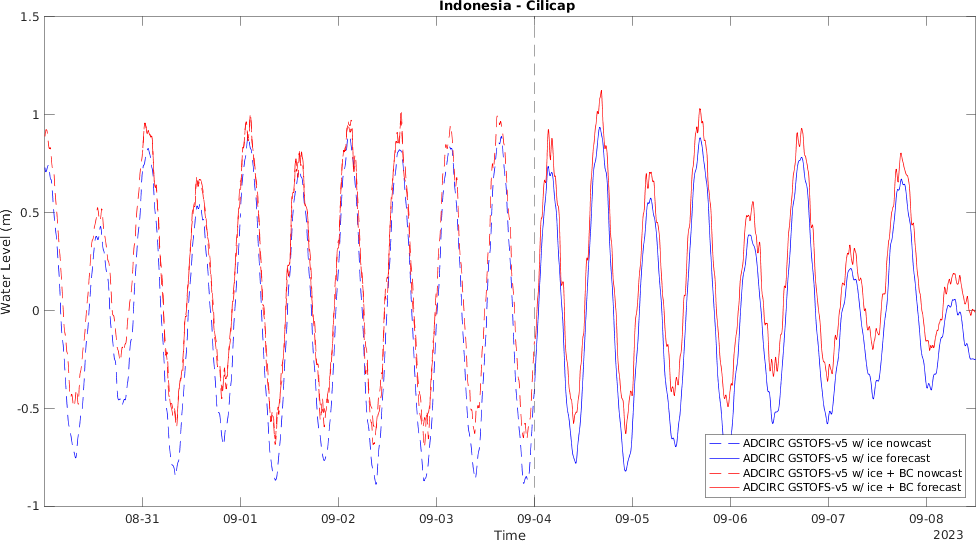 Indonesia - Cilicap
1.5
1
0.5
0
-0.5
-1
Water Level (m)
08-31
09-01
09-02
09-03
09-04
09-05
09-06
09-07
09-08
Time
2023
ADCIRC GSTOFS-v5 w/ ice nowcast
ADCIRC GSTOFS-v5 w/ ice forecast
ADCIRC GSTOFS-v5 w/ ice + BC nowcast
ADCIRC GSTOFS-v5 w/ ice + BC forecast